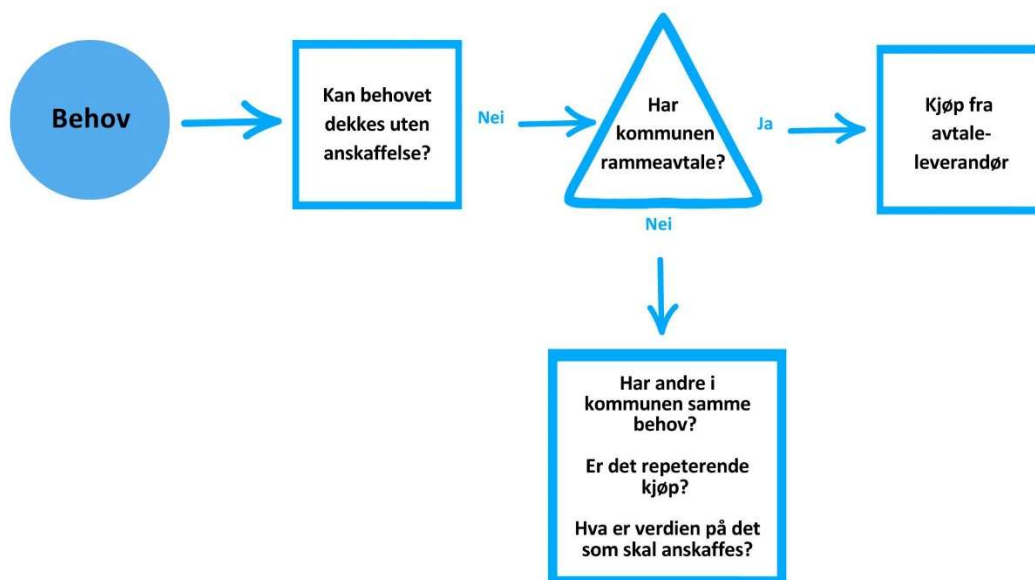 Behov
Kan behovet
dekkes uten
anskaffelse?
Nei
Har
kommunen
rammeavtale?
Ja
Kjøp fra
avtale-
leverandør
Nei
Har andre i
kommunen samme
behov?
Er det repeterende
kjøp?
Hva er verdien på det
som skal anskaffes?